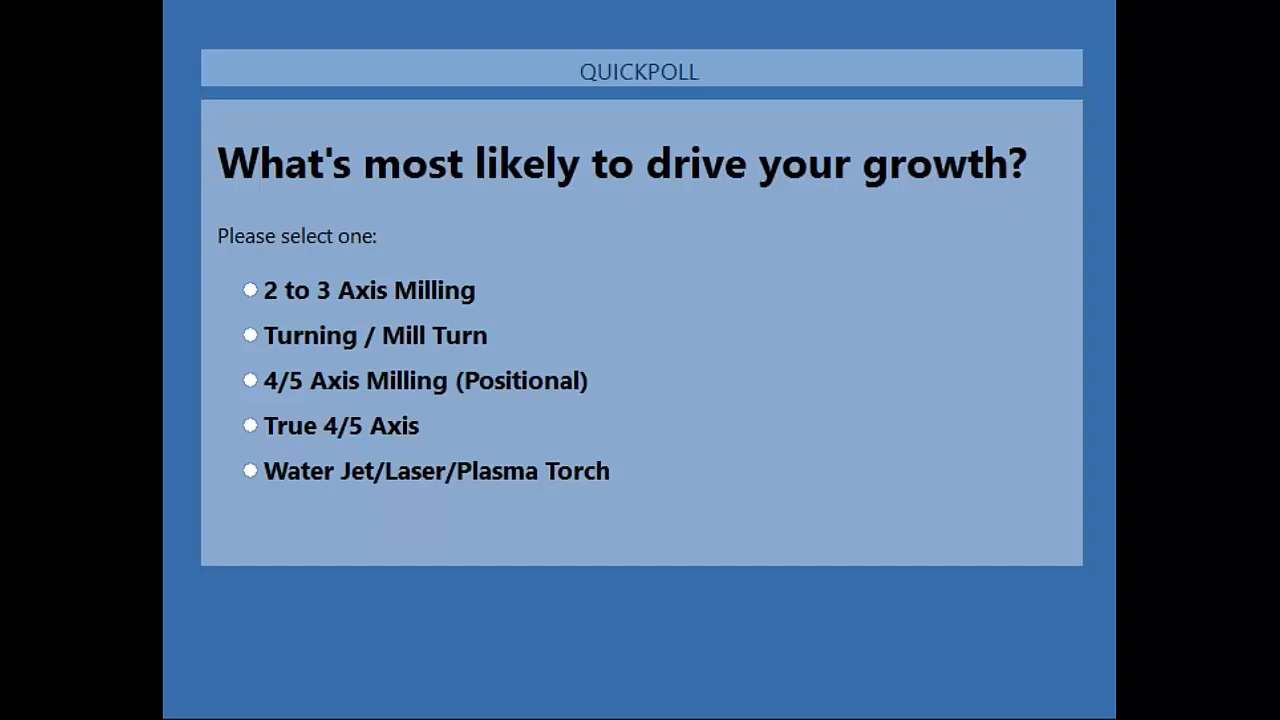 QUICKPOLL
What's most likely to drive your growth?
Please select one:
2 to 3 Axis Milling
Turning / Mill Turn
4/5 Axis Milling (Positional)
True 4/5 Axis
Water Jet/Laser/Plasma Torch